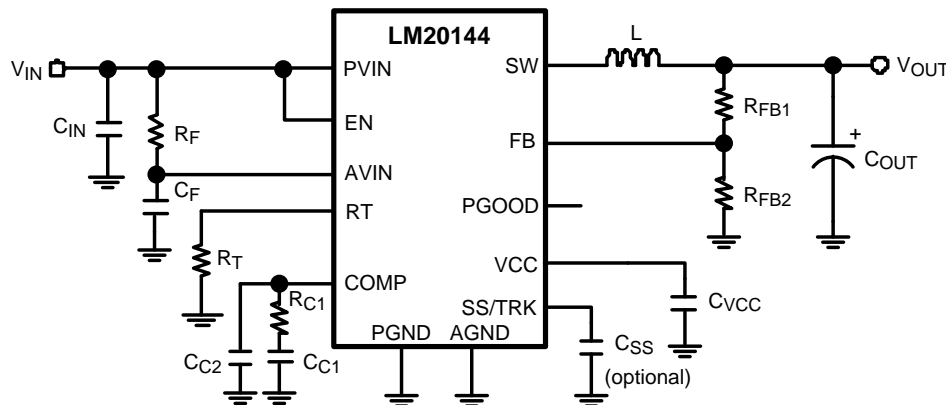 LM20144
L
VIN
PVIN
SW
VOUT
CIN
RF
EN
FB
RFB1
COUT
+
CF
AVIN
RFB2
RT
PGOOD
RT
COMP
VCC
RC1
SS/TRK
CVCC
PGND
AGND
CC2
CC1
CSS
(optional)